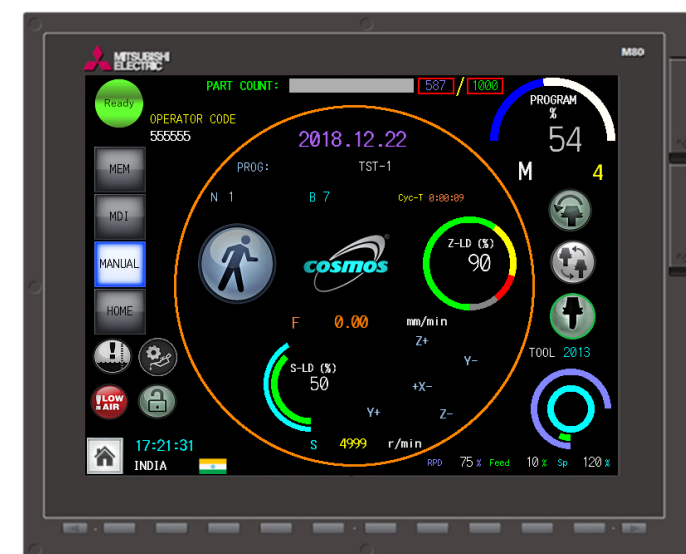 MITSUBISHI
ELECTRIC
M80
Ready
PART COUNT: 587 / 1000
OPERATOR CODE
555555
PROGRAM
%
54
2018.12.22
PROG: TST-1
M 4
MEM
N 1 B 7 Cyc-T 0:00:09
MDI
MANUAL
cosmos
Z-LD (%)
90
HOME
F 0.00 mm/min
Z+
Y-
TOOL 2013
S-LD (%)
50
+X-
LOW
AIR
Y+ Z-
17:21:31
S 4999 r/min
INDIA
RPD 75 % Feed 10 % Sp 120 %